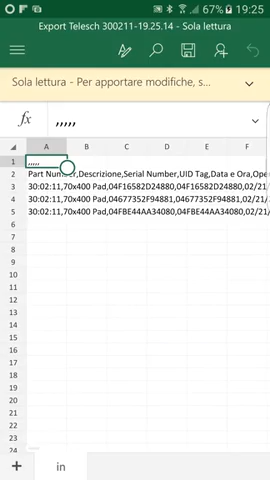 67% 19:25
Export Telesch 300211-19.25.14 - Sola lettura
Sola lettura - Per apportare modifiche, s...
fx ,,,,,
A B C D E F
1 ,,,,,
2 Part Number,Descrizione,Serial Number,UID Tag,Data e Ora,Ope
3 30:02:11,70x400 Pad,04F16582D24880,04F16582D24880,02/21/
4 30:02:11,70x400 Pad,04677352F94881,04677352F94881,02/21/
5 30:02:11,70x400 Pad,04FBE44AA34080,04FBE44AA34080,02/21/
6
7
8
9
10
11
12
13
14
15
16
17
18
19
20
21
22
23
24
+ in